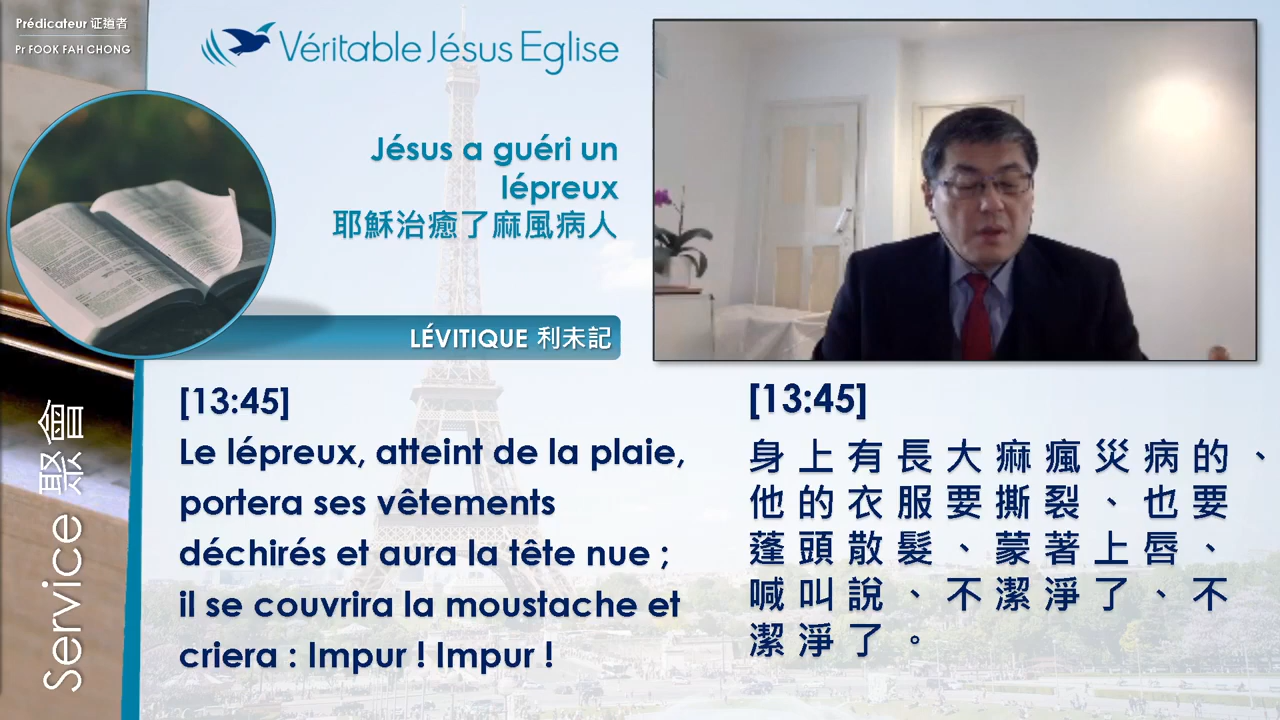 Prédicateur 证道者
Pr FOOK FAH CHONG
Véritable Jésus Eglise
Jésus a guéri un
lépreux
耶穌治癒了麻風病人
LÉVITIQUE 利未記
Service 聚會
[13:45]
Le lépreux, atteint de la plaie,
portera ses vêtements
déchirés et aura la tête nue ;
il se couvrira la moustache et
criera : Impur ! Impur !
[13:45]
身上有長大痲瘋災病的、
他的衣服要撕裂、也要
蓬頭散髮、蒙著上唇、
喊叫說、不潔淨了、不
潔淨了。